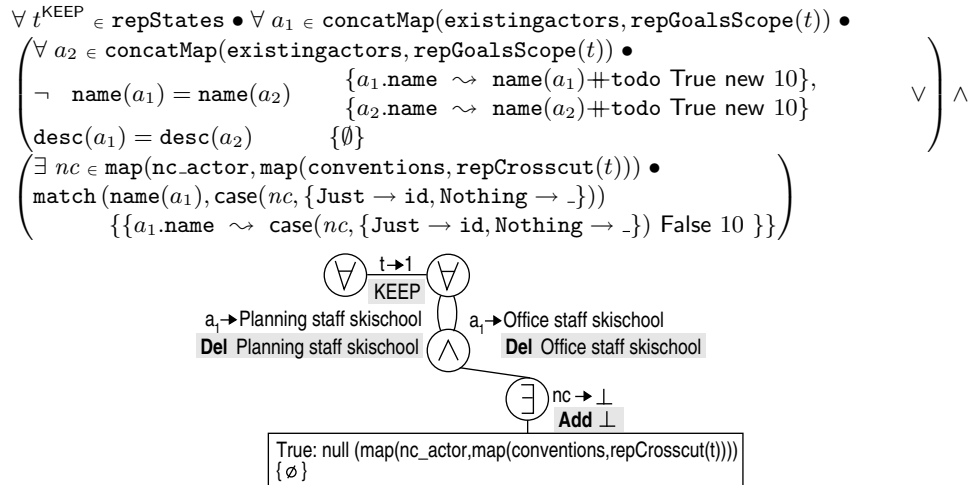 ∀ t^KEEP ∈ repStates • ∀ a₁ ∈ concatMap(existingactors, repGoalsScope(t)) •
(∀ a₂ ∈ concatMap(existingactors, repGoalsScope(t)) •
¬ name(a₁) = name(a₂) {a₁.name ⇝ name(a₁)++todo True new 10},
{a₂.name ⇝ name(a₂)++todo True new 10} ∨
desc(a₁) = desc(a₂) {∅}) ∧
(∃ nc ∈ map(nc_actor, map(conventions, repCrosscut(t))) •
match (name(a₁), case(nc, {Just → id, Nothing → _}))
{{a₁.name ⇝ case(nc, {Just → id, Nothing → _}) False 10 }})
∀ t→1 ∀
KEEP
a₁→Planning staff skischool a₁→Office staff skischool
Del Planning staff skischool ∧ Del Office staff skischool
∃ nc → ⊥
Add ⊥
True: null (map(nc_actor,map(conventions,repCrosscut(t))))
{ø}